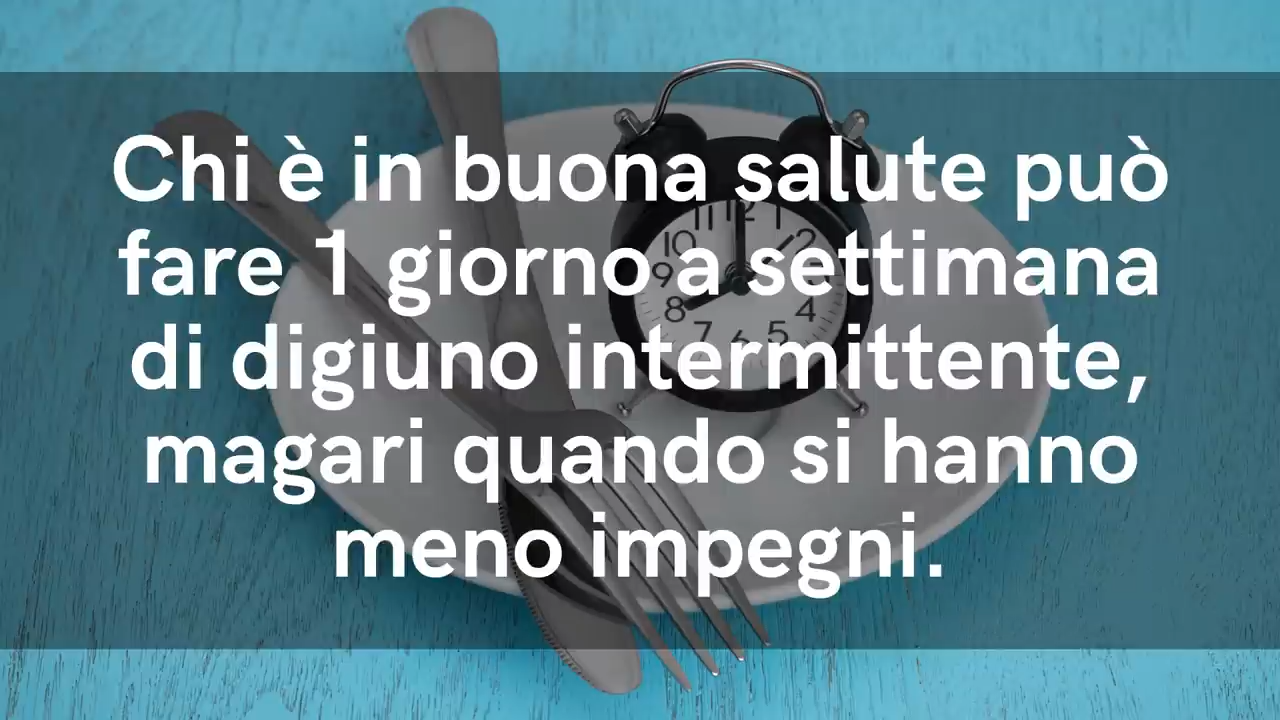 Chi è in buona salute può
fare 1 giorno a settimana
di digiuno intermittente,
magari quando si hanno
meno impegni.